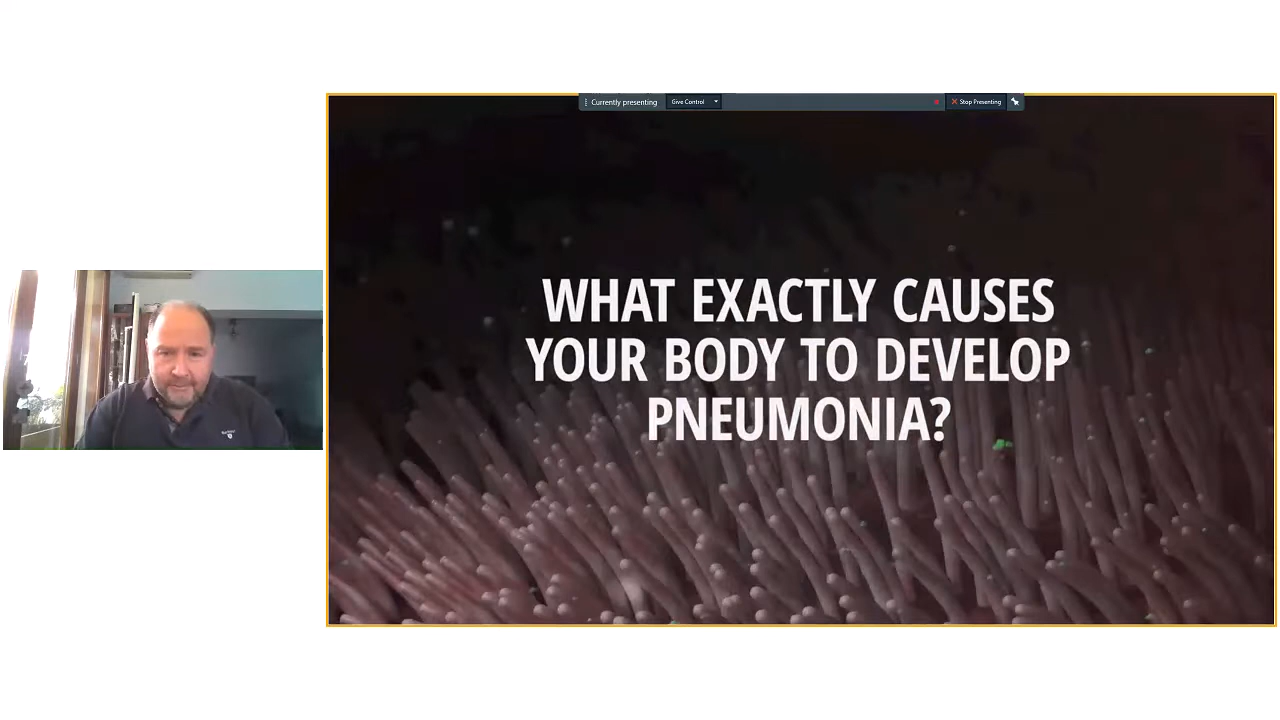 Currently presenting
Give Control
Stop Presenting
WHAT EXACTLY CAUSES
YOUR BODY TO DEVELOP
PNEUMONIA?